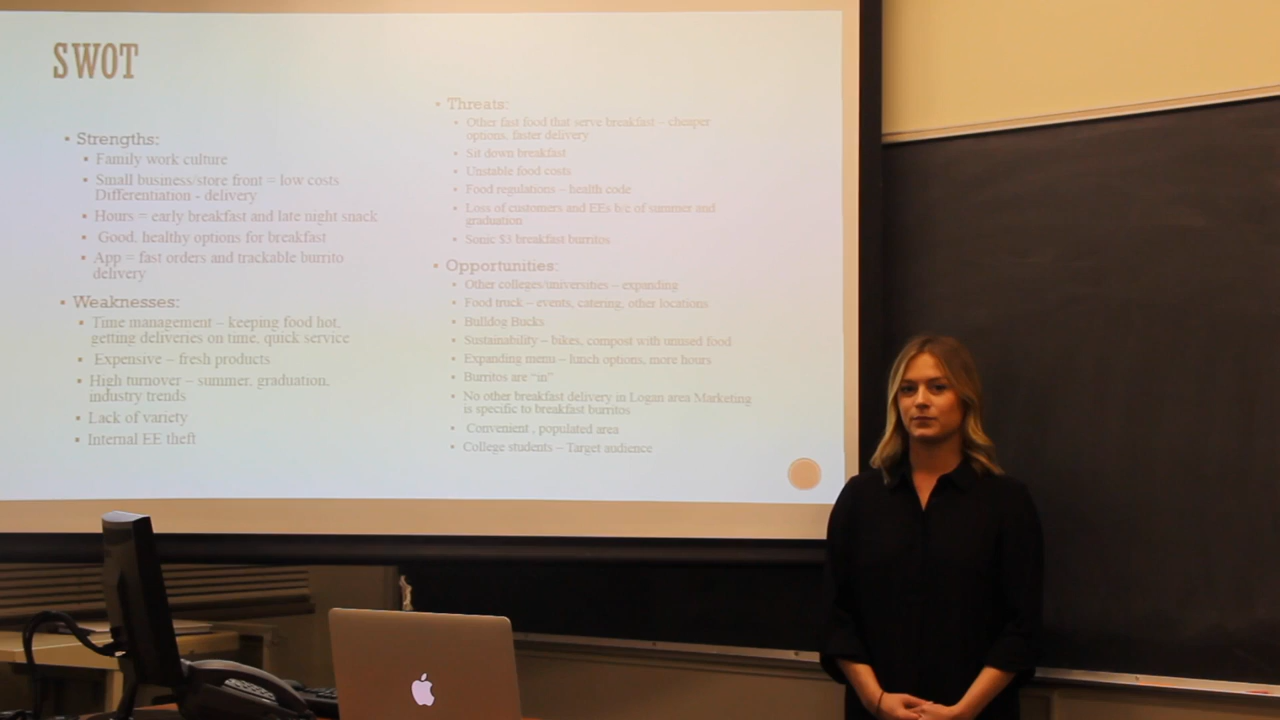 SWOT
Strengths:
Family work culture
Small business/store front = low costs
Differentiation - delivery
Hours = early breakfast and late night snack
Good, healthy options for breakfast
App = fast orders and trackable burrito
delivery
Weaknesses:
Time management – keeping food hot,
getting deliveries on time, quick service
Expensive – fresh products
High turnover – summer, graduation,
industry trends
Lack of variety
Internal EE theft
Threats:
Other fast food that serve breakfast – cheaper
options, faster delivery
Sit down breakfast
Unstable food costs
Food regulations – health code
Loss of customers and EEs b/c of summer and
graduation
Sonic $3 breakfast burritos
Opportunities:
Other colleges/universities – expanding
Food truck – events, catering, other locations
Bulldog Bucks
Sustainability – bikes, compost with unused food
Expanding menu – lunch options, more hours
Burritos are “in”
No other breakfast delivery in Logan area Marketing
is specific to breakfast burritos
Convenient , populated area
College students – Target audience